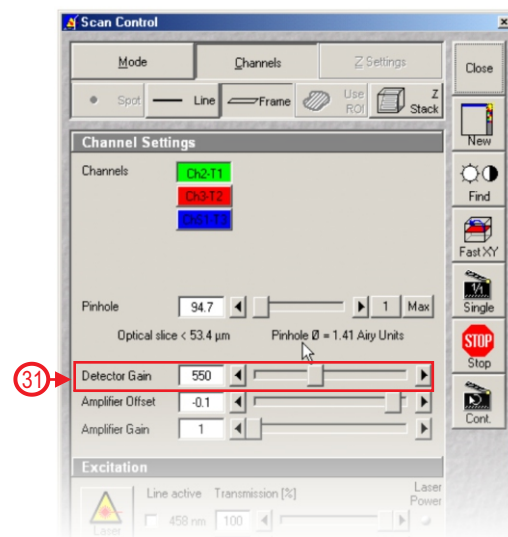 Scan Control
Mode Channels Z Settings
Close
Spot Line Frame Use ROI Z Stack
New
Channel Settings
Channels Ch2-T1
Ch3-T2
Find
Fast XY
Pinhole 94.7 1 Max
1/1
Single
Optical slice < 53.4 µm Pinhole Ø = 1.41 Airy Units
STOP
Stop
31 Detector Gain 550
Amplifier Offset -0.1
Amplifier Gain 1
Cont.
Excitation
Line active Transmission [%] Laser Power
Laser 458 nm 100